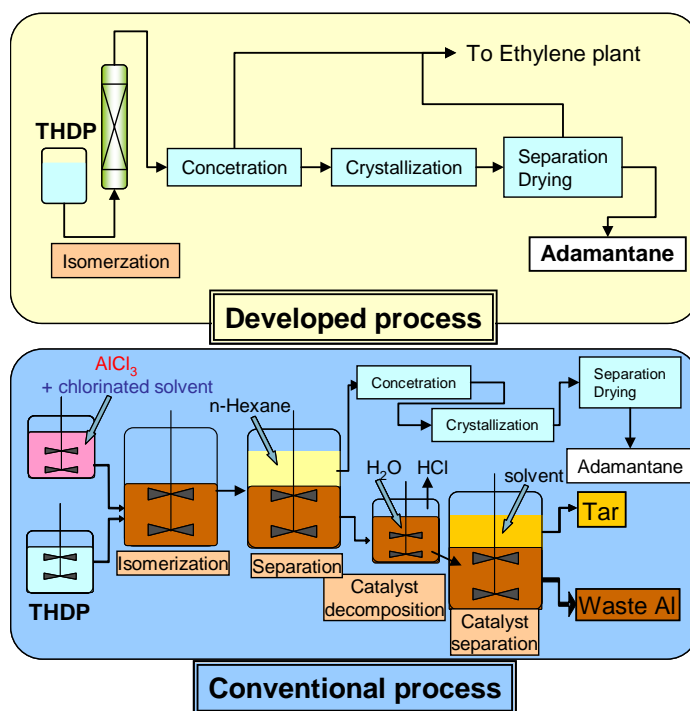 To Ethylene plant
THDP
Concetration
Crystallization
Separation
Drying
Isomerzation
Adamantane
Developed process
AlCl₃
+ chlorinated solvent
n-Hexane
Concetration
Crystallization
Separation
Drying
Adamantane
H₂O
HCl
solvent
Tar
Isomerization
Separation
Catalyst
decomposition
THDP
Catalyst
separation
Waste Al
Conventional process